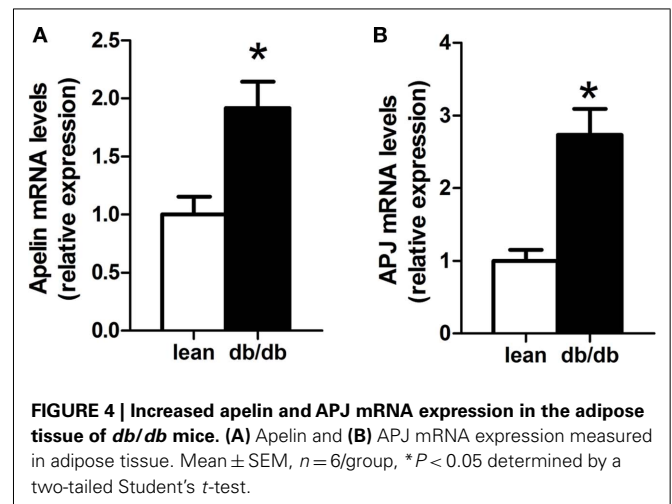 A
Apelin mRNA levels
(relative expression)
2.5
2.0
1.5
1.0
0.5
0.0
*
lean db/db
B
APJ mRNA levels
(relative expression)
4
3
2
1
0
*
lean db/db
FIGURE 4 | Increased apelin and APJ mRNA expression in the adipose
tissue of db/db mice. (A) Apelin and (B) APJ mRNA expression measured
in adipose tissue. Mean ± SEM, n = 6/group, *P < 0.05 determined by a
two-tailed Student's t-test.